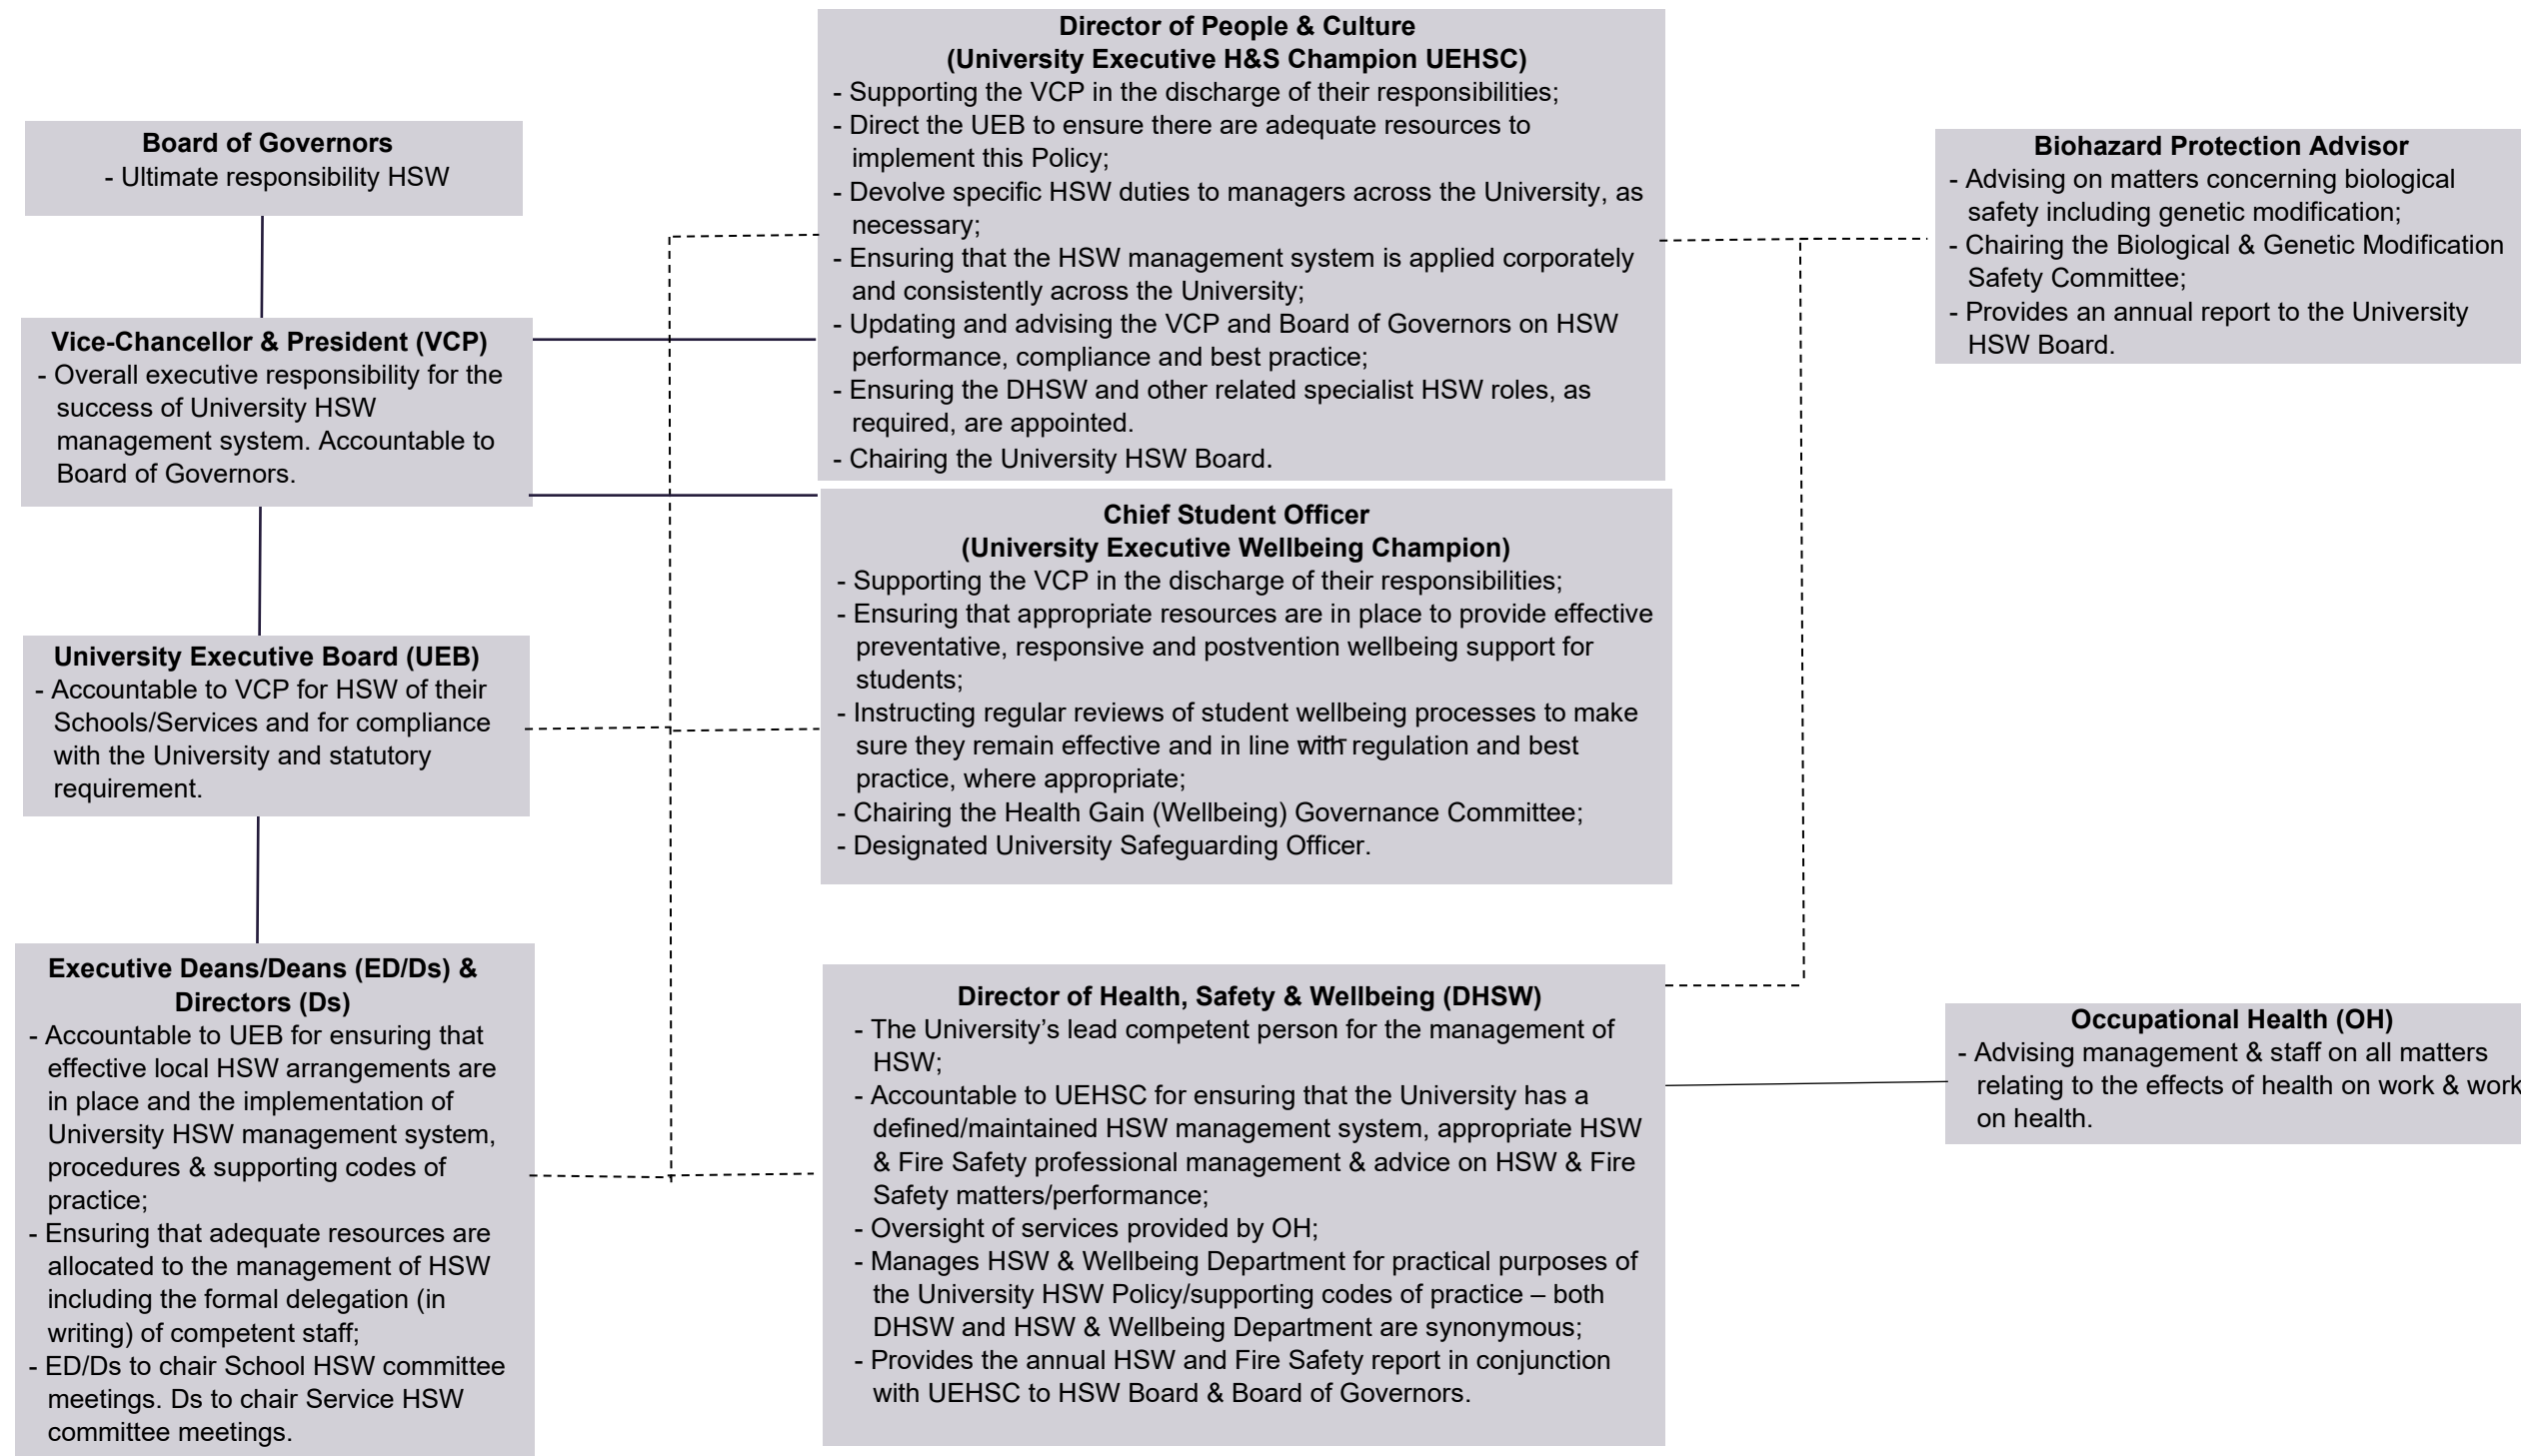 Board of Governors
- Ultimate responsibility HSW
Vice-Chancellor & President (VCP)
- Overall executive responsibility for the
success of University HSW
management system. Accountable to
Board of Governors.
University Executive Board (UEB)
- Accountable to VCP for HSW of their
Schools/Services and for compliance
with the University and statutory
requirement.
Executive Deans/Deans (ED/Ds) &
Directors (Ds)
- Accountable to UEB for ensuring that
effective local HSW arrangements are
in place and the implementation of
University HSW management system,
procedures & supporting codes of
practice;
- Ensuring that adequate resources are
allocated to the management of HSW
including the formal delegation (in
writing) of competent staff;
- ED/Ds to chair School HSW committee
meetings. Ds to chair Service HSW
committee meetings.
Director of People & Culture
(University Executive H&S Champion UEHSC)
- Supporting the VCP in the discharge of their responsibilities;
- Direct the UEB to ensure there are adequate resources to
implement this Policy;
- Devolve specific HSW duties to managers across the University, as
necessary;
- Ensuring that the HSW management system is applied corporately
and consistently across the University;
- Updating and advising the VCP and Board of Governors on HSW
performance, compliance and best practice;
- Ensuring the DHSW and other related specialist HSW roles, as
required, are appointed.
- Chairing the University HSW Board.
Chief Student Officer
(University Executive Wellbeing Champion)
- Supporting the VCP in the discharge of their responsibilities;
- Ensuring that appropriate resources are in place to provide effective
preventative, responsive and postvention wellbeing support for
students;
- Instructing regular reviews of student wellbeing processes to make
sure they remain effective and in line with regulation and best
practice, where appropriate;
- Chairing the Health Gain (Wellbeing) Governance Committee;
- Designated University Safeguarding Officer.
Director of Health, Safety & Wellbeing (DHSW)
- The University’s lead competent person for the management of
HSW;
- Accountable to UEHSC for ensuring that the University has a
defined/maintained HSW management system, appropriate HSW
& Fire Safety professional management & advice on HSW & Fire
Safety matters/performance;
- Oversight of services provided by OH;
- Manages HSW & Wellbeing Department for practical purposes of
the University HSW Policy/supporting codes of practice – both
DHSW and HSW & Wellbeing Department are synonymous;
- Provides the annual HSW and Fire Safety report in conjunction
with UEHSC to HSW Board & Board of Governors.
Biohazard Protection Advisor
- Advising on matters concerning biological
safety including genetic modification;
- Chairing the Biological & Genetic Modification
Safety Committee;
- Provides an annual report to the University
HSW Board.
Occupational Health (OH)
- Advising management & staff on all matters
relating to the effects of health on work & work
on health.